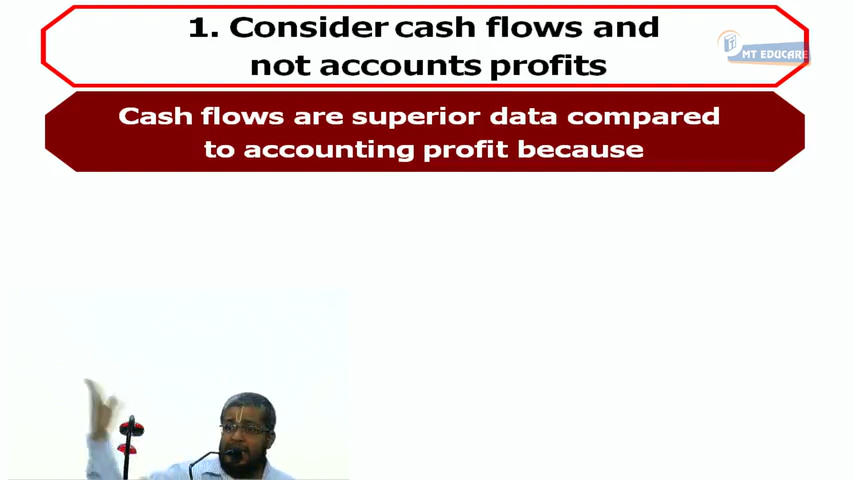 1. Consider cash flows and
not accounts profits
MT EDUCARE
Cash flows are superior data compared
to accounting profit because